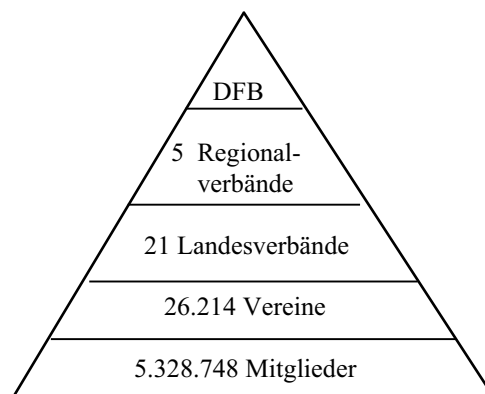 DFB
5 Regional-
verbände
21 Landesverbände
26.214 Vereine
5.328.748 Mitglieder